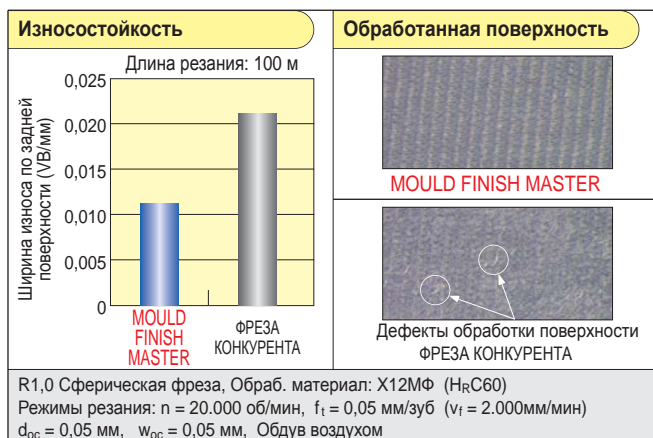 Износостойкость
Длина резания: 100 м
Ширина износа по задней
поверхности (VB/мм)
0,025
0,020
0,015
0,010
0,005
0
MOULD
FINISH
MASTER
ФРЕЗА
КОНКУРЕНТА
Обработанная поверхность
MOULD FINISH MASTER
Дефекты обработки поверхности
ФРЕЗА КОНКУРЕНТА
R1,0 Сферическая фреза, Обраб. материал: Х12МФ (HRC60)
Режимы резания: n = 20.000 об/мин, ft = 0,05 мм/зуб (vf = 2.000мм/мин)
doc = 0,05 мм, woc = 0,05 мм, Обдув воздухом